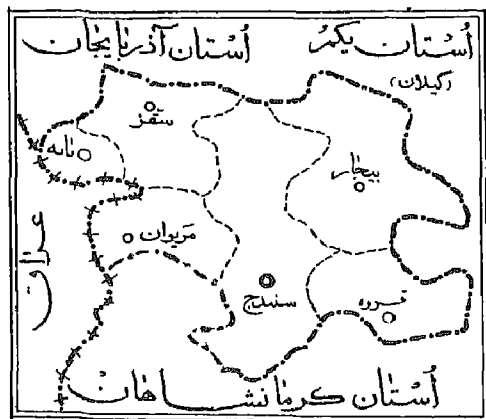 اُستان یکمُ
(گیلان)
اُستان آذربایجان
سقز
بانه
بیجار
مریوان
سنندج
قروه
عراق
اُستان کرمانشاهان